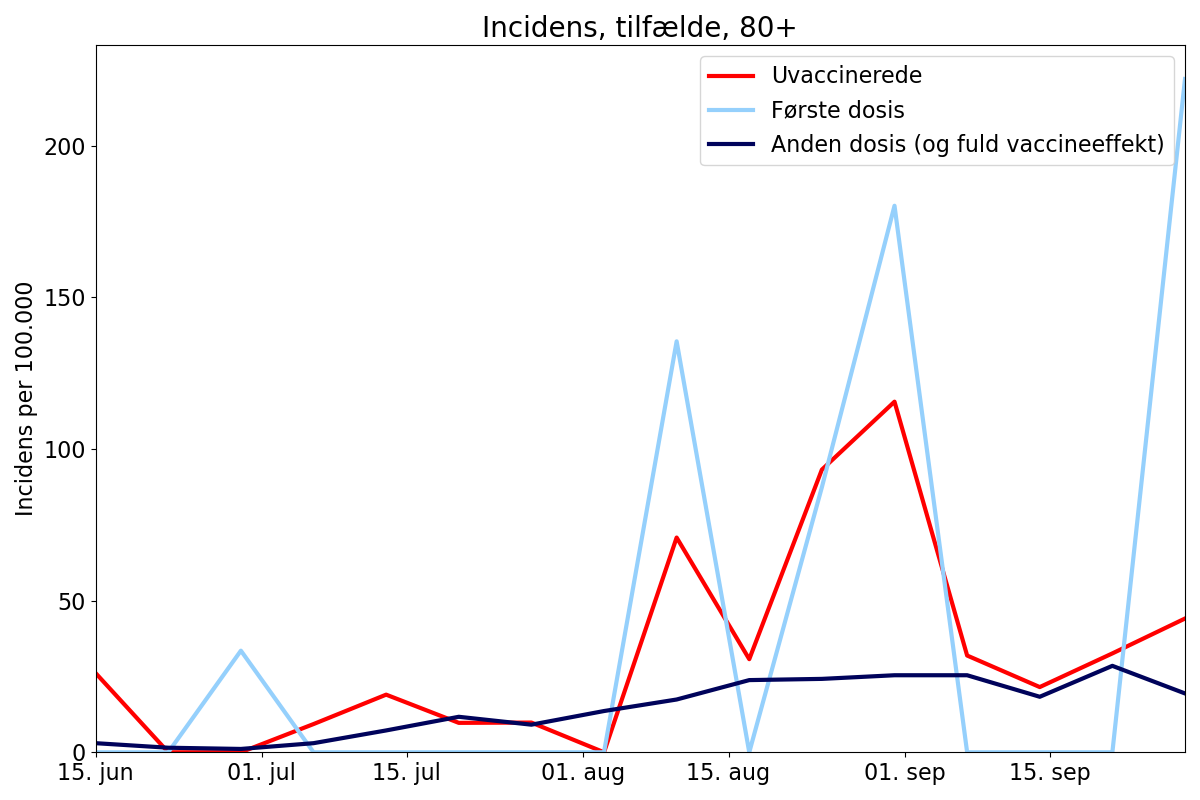 Incidens, tilfælde, 80+
Uvaccinerede
Første dosis
Anden dosis (og fuld vaccineeffekt)
Incidens per 100.000
200
150
100
50
0
15. jun
01. jul
15. jul
01. aug
15. aug
01. sep
15. sep